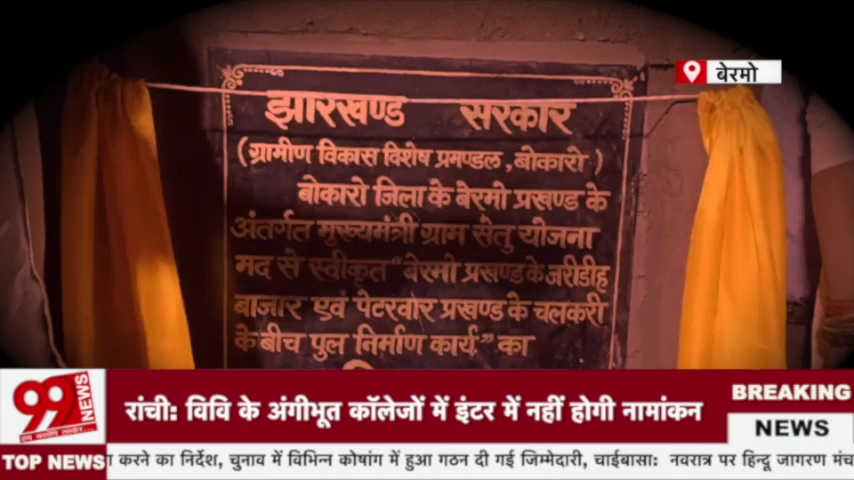 बेरमो
झारखण्ड सरकार
(ग्रामीण विकास विशेष प्रमण्डल, बोकारो)
बोकारो जिला के बेरमो प्रखण्ड के
अंतर्गत मुख्यमंत्री ग्राम सेतु योजना
मद से स्वीकृत "बेरमो प्रखण्ड के जरीडीह
बाजार एवं पेटरवार प्रखण्ड के चलकरी
के बीच पुल निर्माण कार्य" का
99 NEWS
रांची: विवि के अंगीभूत कॉलेजों में इंटर में नहीं होगी नामांकन
BREAKING
NEWS
TOP NEWS
करने का निर्देश, चुनाव में विभिन्न कोषांग में हुआ गठन दी गई जिम्मेदारी, चाईबासा: नवरात्र पर हिन्दू जागरण मंच